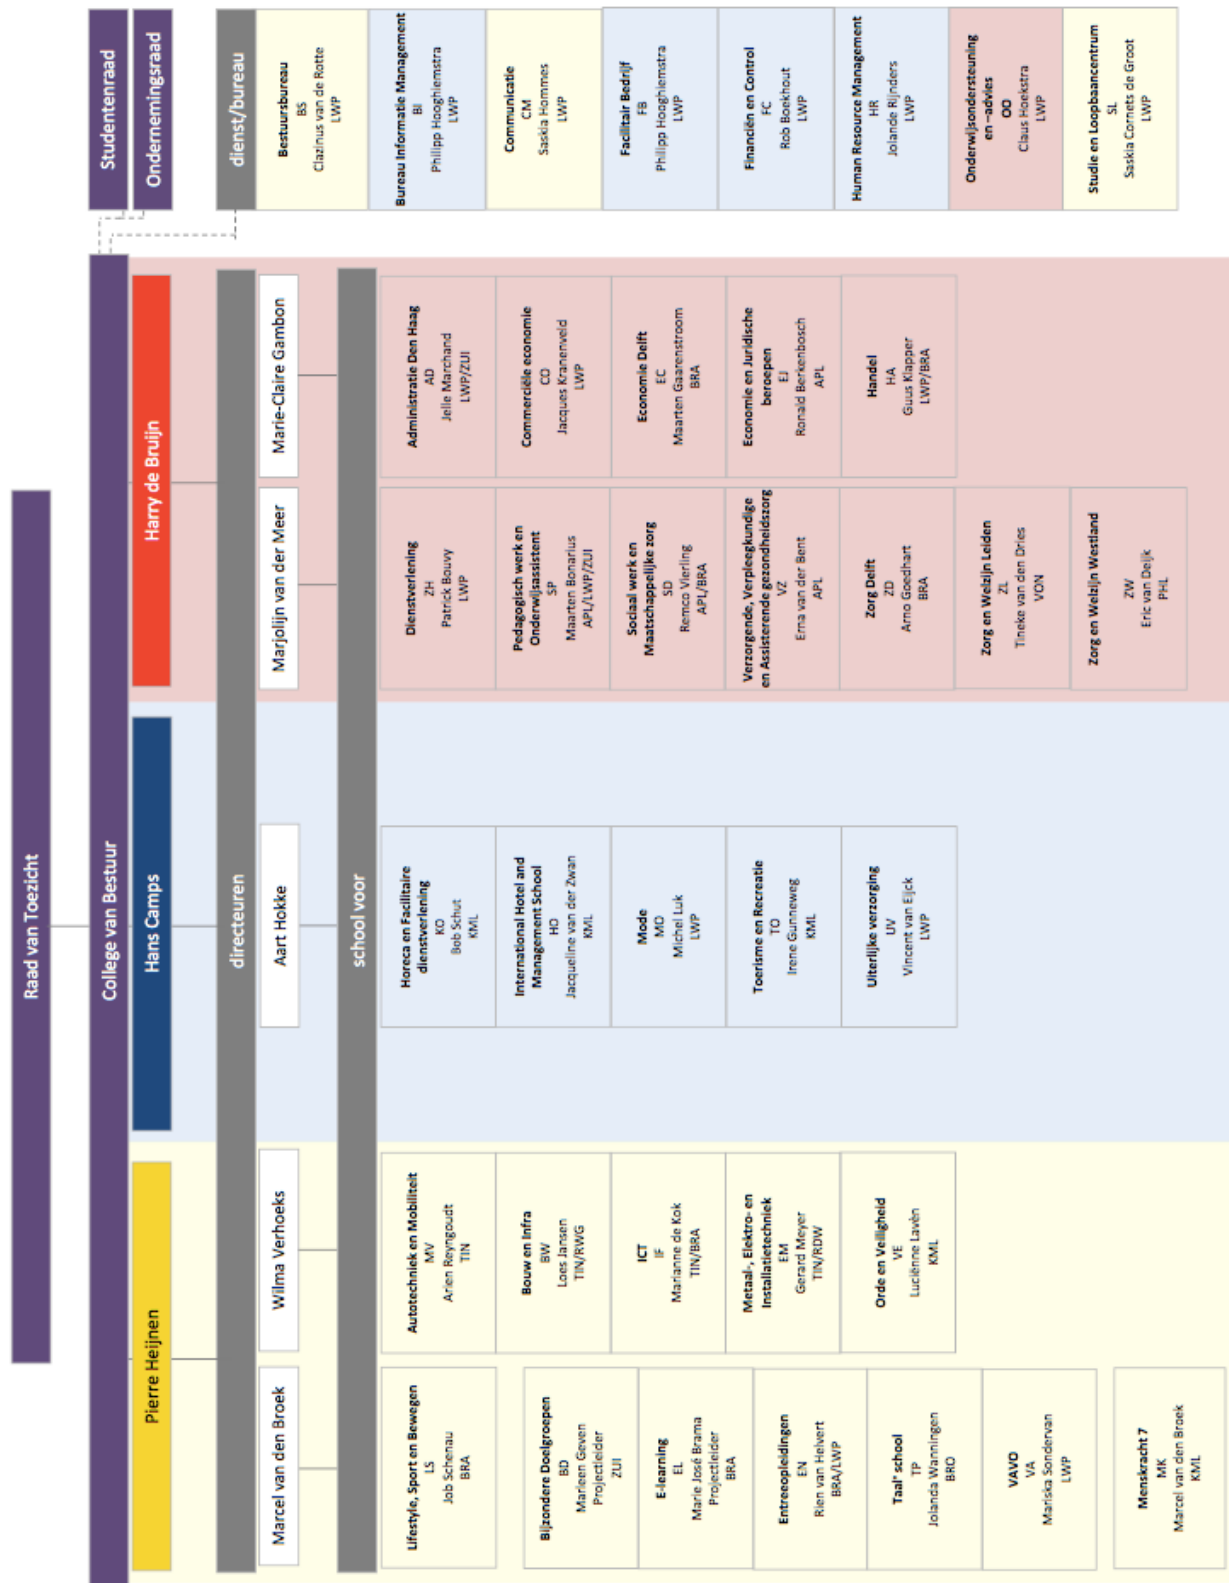 Raad van Toezicht
College van Bestuur
Studentenraad
Ondernemingsraad
Pierre Heijnen
Hans Camps
Harry de Bruijn
directeuren
dienst/bureau
Marcel van den Broek
Wilma Verhoeks
Aart Hokke
Marjolijn van der Meer
Marie-Claire Gambon
school voor
Lifestyle, Sport en Bewegen
LS
Job Schenau
BRA
Bijzondere Doelgroepen
BD
Marleen Geven
Projectleider
ZUI
E-learning
EL
Marie José Brama
Projectleider
BRA
Entreeopleidingen
EN
Rien van Helvert
BRA/LWP
Taal+ school
TP
Jolanda Wanningen
BRO
VAVO
VA
Mariska Sondervan
LWP
Menskracht 7
MK
Marcel van den Broek
KML
Autotechniek en Mobiliteit
MV
Arien Reyngoudt
TIN
Bouw en Infra
BW
Loes Jansen
TIN/RWG
ICT
IF
Marianne de Kok
TIN/BRA
Metaal-, Elektro- en
Installatietechniek
EM
Gerard Meyer
TIN/RDW
Orde en Veiligheid
VE
Luciënne Lavèn
KML
Horeca en Facilitaire
dienstverlening
KO
Bob Schut
KML
International Hotel and
Management School
HO
Jacqueline van der Zwan
KML
Mode
MO
Michel Luk
LWP
Toerisme en Recreatie
TO
Irene Gunneweg
KML
Uiterlijke verzorging
UV
Vincent van Eijck
LWP
Dienstverlening
ZH
Patrick Bouvy
LWP
Pedagogisch werk en
Onderwijsassistent
SP
Maarten Bonarius
APL/LWP/ZUI
Sociaal werk en
Maatschappelijke zorg
SD
Remco Vierling
APL/BRA
Verzorgende, Verpleegkundige
en Assisterende gezondheidszorg
VZ
Erna van der Bent
APL
Zorg Delft
ZD
Arno Goedhart
BRA
Zorg en Welzijn Leiden
ZL
Tineke van den Dries
VON
Zorg en Welzijn Westland
ZW
Eric van Deijk
PHL
Administratie Den Haag
AD
Jelle Marchand
LWP/ZUI
Commerciële economie
CO
Jacques Kranenveld
LWP
Economie Delft
EC
Maarten Gaarenstroom
BRA
Economie en Juridische
beroepen
EJ
Ronald Berkenbosch
APL
Handel
HA
Guus Klapper
LWP/BRA
Bestuursbureau
BS
Clazinus van de Rotte
LWP
Bureau Informatie Management
BI
Philipp Hooghiemstra
LWP
Communicatie
CM
Saskia Hommes
LWP
Facilitair Bedrijf
FB
Philipp Hooghiemstra
LWP
Financiën en Control
FC
Rob Boekhout
LWP
Human Resource Management
HR
Jolande Rijnders
LWP
Onderwijsondersteuning
en –advies
OO
Claus Hoekstra
LWP
Studie en Loopbaancentrum
SL
Saskia Cornets de Groot
LWP